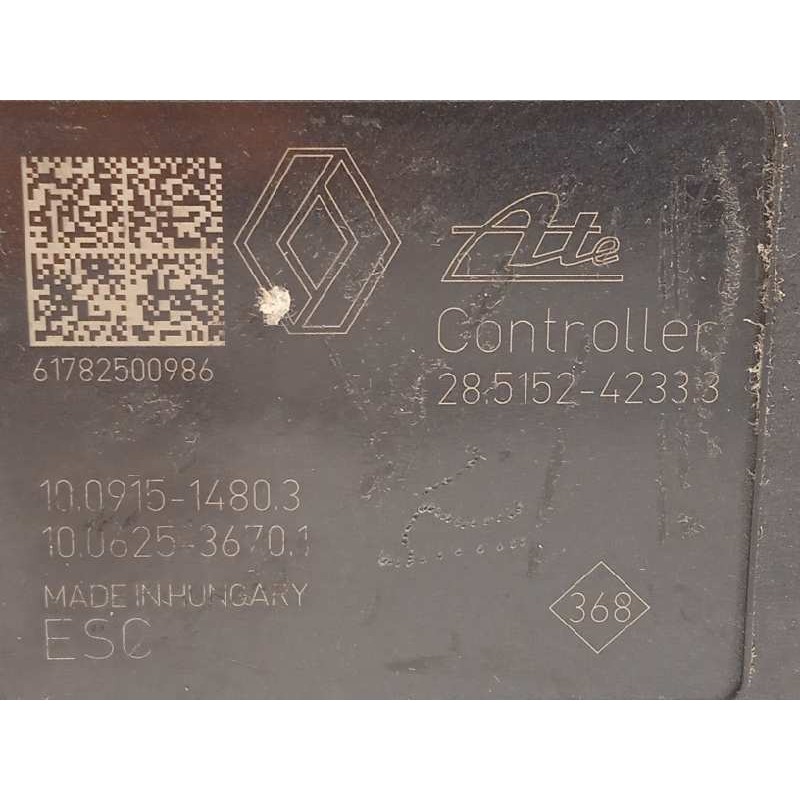 Ate
Controller
28.5152-4233.3
61782500986
10.0915-1480.3
10.0625-3670.1
MADE IN HUNGARY
ESC
368